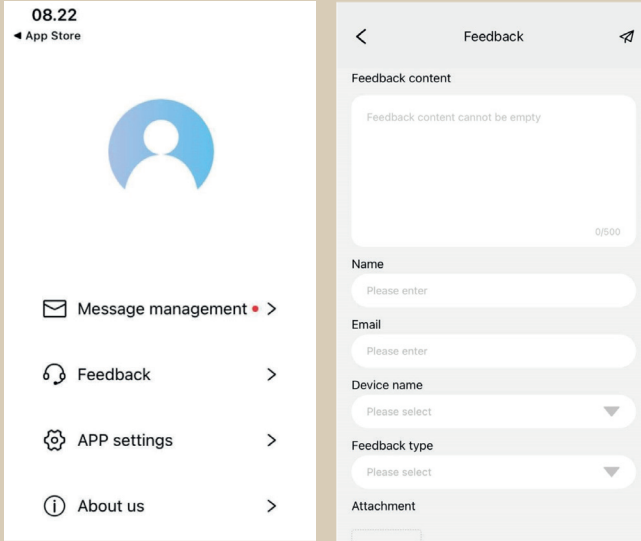 08.22
App Store
Message management
Feedback
APP settings
About us
Feedback
Feedback content
Feedback content cannot be empty
0/500
Name
Please enter
Email
Please enter
Device name
Please select
Feedback type
Please select
Attachment